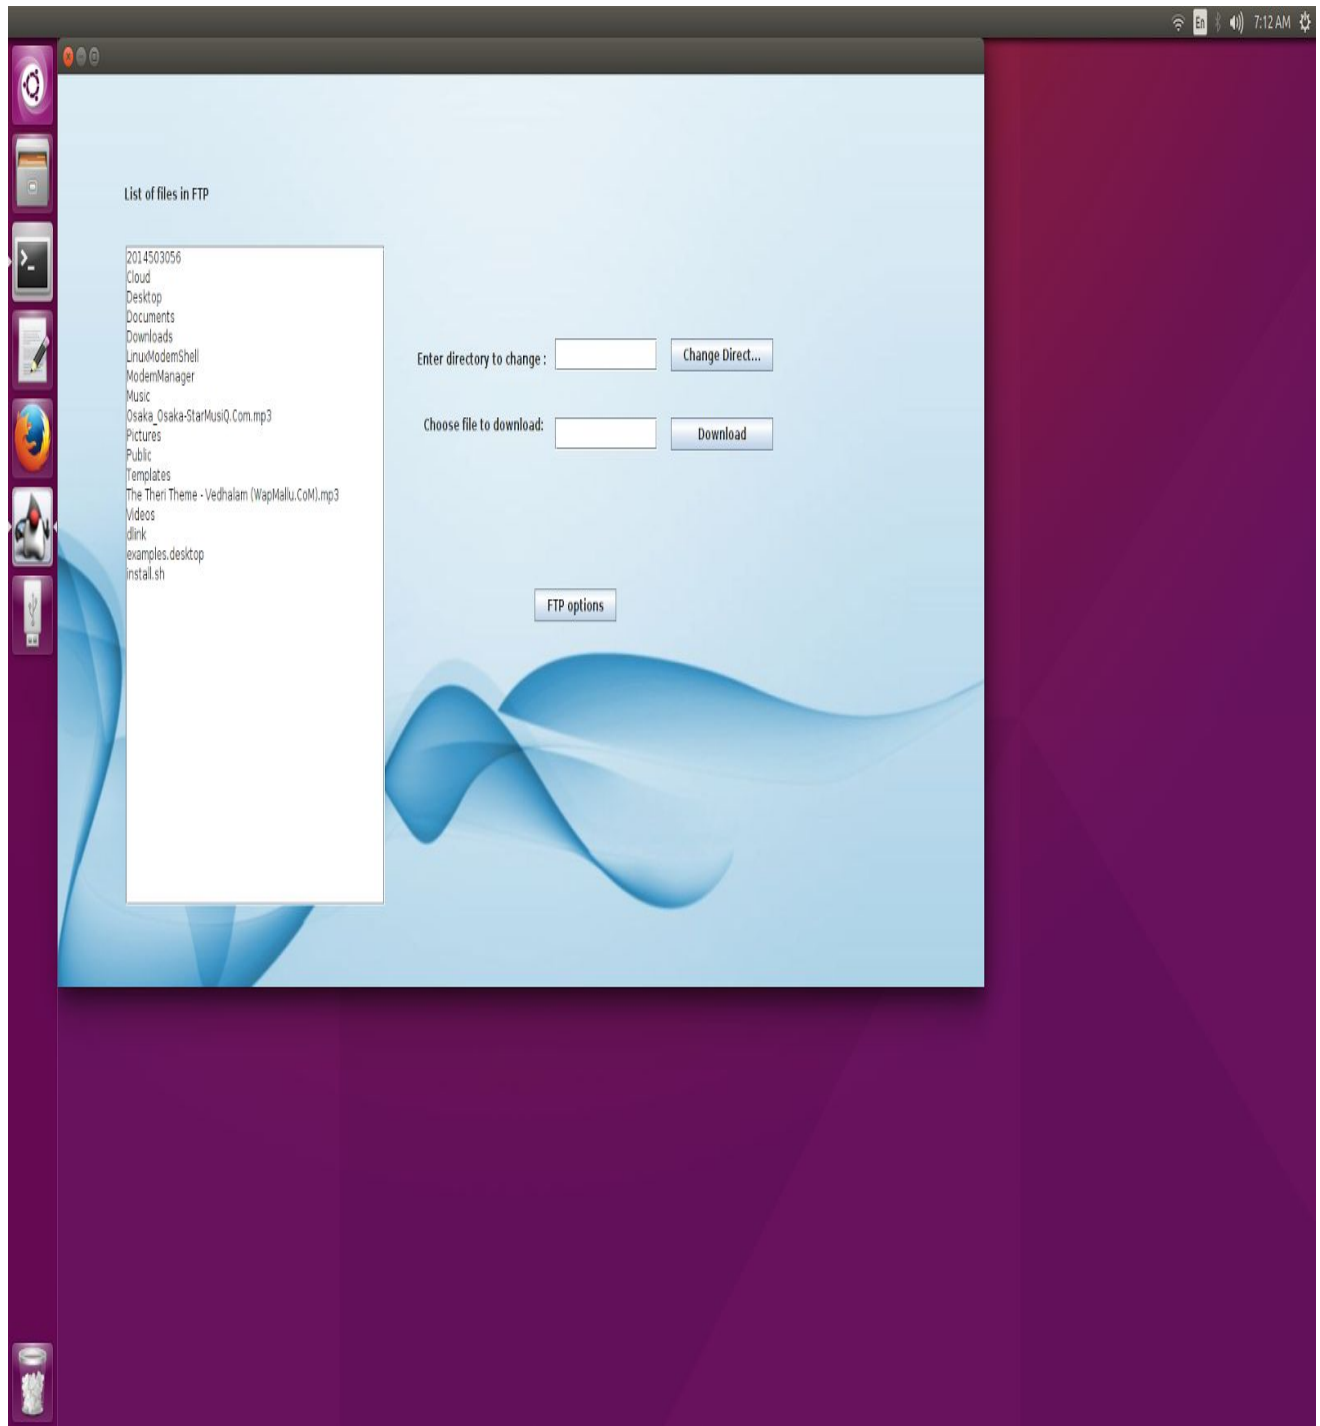 En
7:12 AM
List of files in FTP
2014503056
Cloud
Desktop
Documents
Downloads
LinuxModemShell
ModemManager
Music
Osaka_Osaka-StarMusiQ.Com.mp3
Pictures
Public
Templates
The Theri Theme - Vedhalam (WapMallu.CoM).mp3
Videos
dlink
examples.desktop
install.sh
Enter directory to change :
Change Direct...
Choose file to download:
Download
FTP options